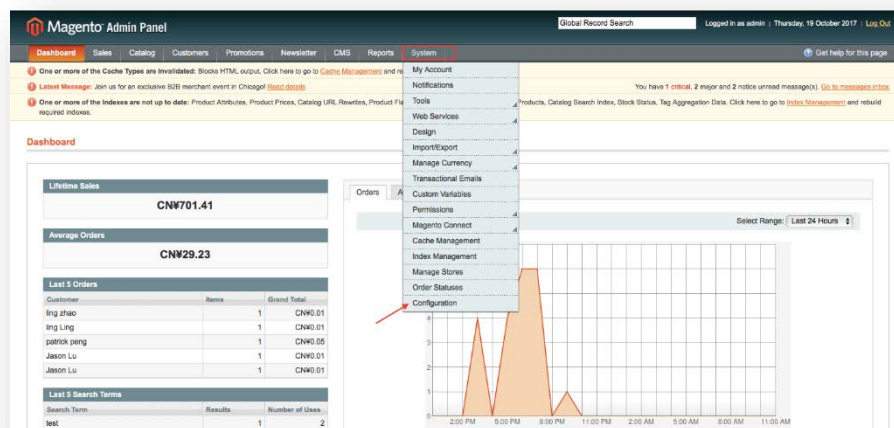 Magento Admin Panel
Global Record Search
Logged in as admin | Thursday, 19 October 2017 | Log Out
Dashboard Sales Catalog Customers Promotions Newsletter CMS Reports System
Get help for this page
One or more of the Cache Types are invalidated: Blocks HTML output. Click here to go to Cache Management and re
Latest Message: Join us for an exclusive B2B merchant event in Chicago! Read details
You have 1 critical, 2 major and 2 notice unread message(s). Go to messages inbox
One or more of the Indexes are not up to date: Product Attributes, Product Prices, Catalog URL Rewrites, Product Fla
Products, Catalog Search Index, Stock Status, Tag Aggregation Data. Click here to go to Index Management and rebuild
required indexes.
My Account
Notifications
Tools
Web Services
Design
Import/Export
Manage Currency
Transactional Emails
Custom Variables
Permissions
Magento Connect
Cache Management
Index Management
Manage Stores
Order Statuses
Configuration
Dashboard
Lifetime Sales
CN¥701.41
Average Orders
CN¥29.23
Last 5 Orders
Customer Items Grand Total
ling zhao 1 CN¥0.01
ling Ling 1 CN¥0.01
patrick peng 1 CN¥0.05
Jason Lu 1 CN¥0.01
Jason Lu 1 CN¥0.01
Last 5 Search Terms
Search Term Results Number of Uses
test 1 2
Orders A
Select Range: Last 24 Hours
4
3
2
1
0
2:00 PM 5:00 PM 8:00 PM 11:00 PM 2:00 AM 5:00 AM 8:00 AM 11:00 AM